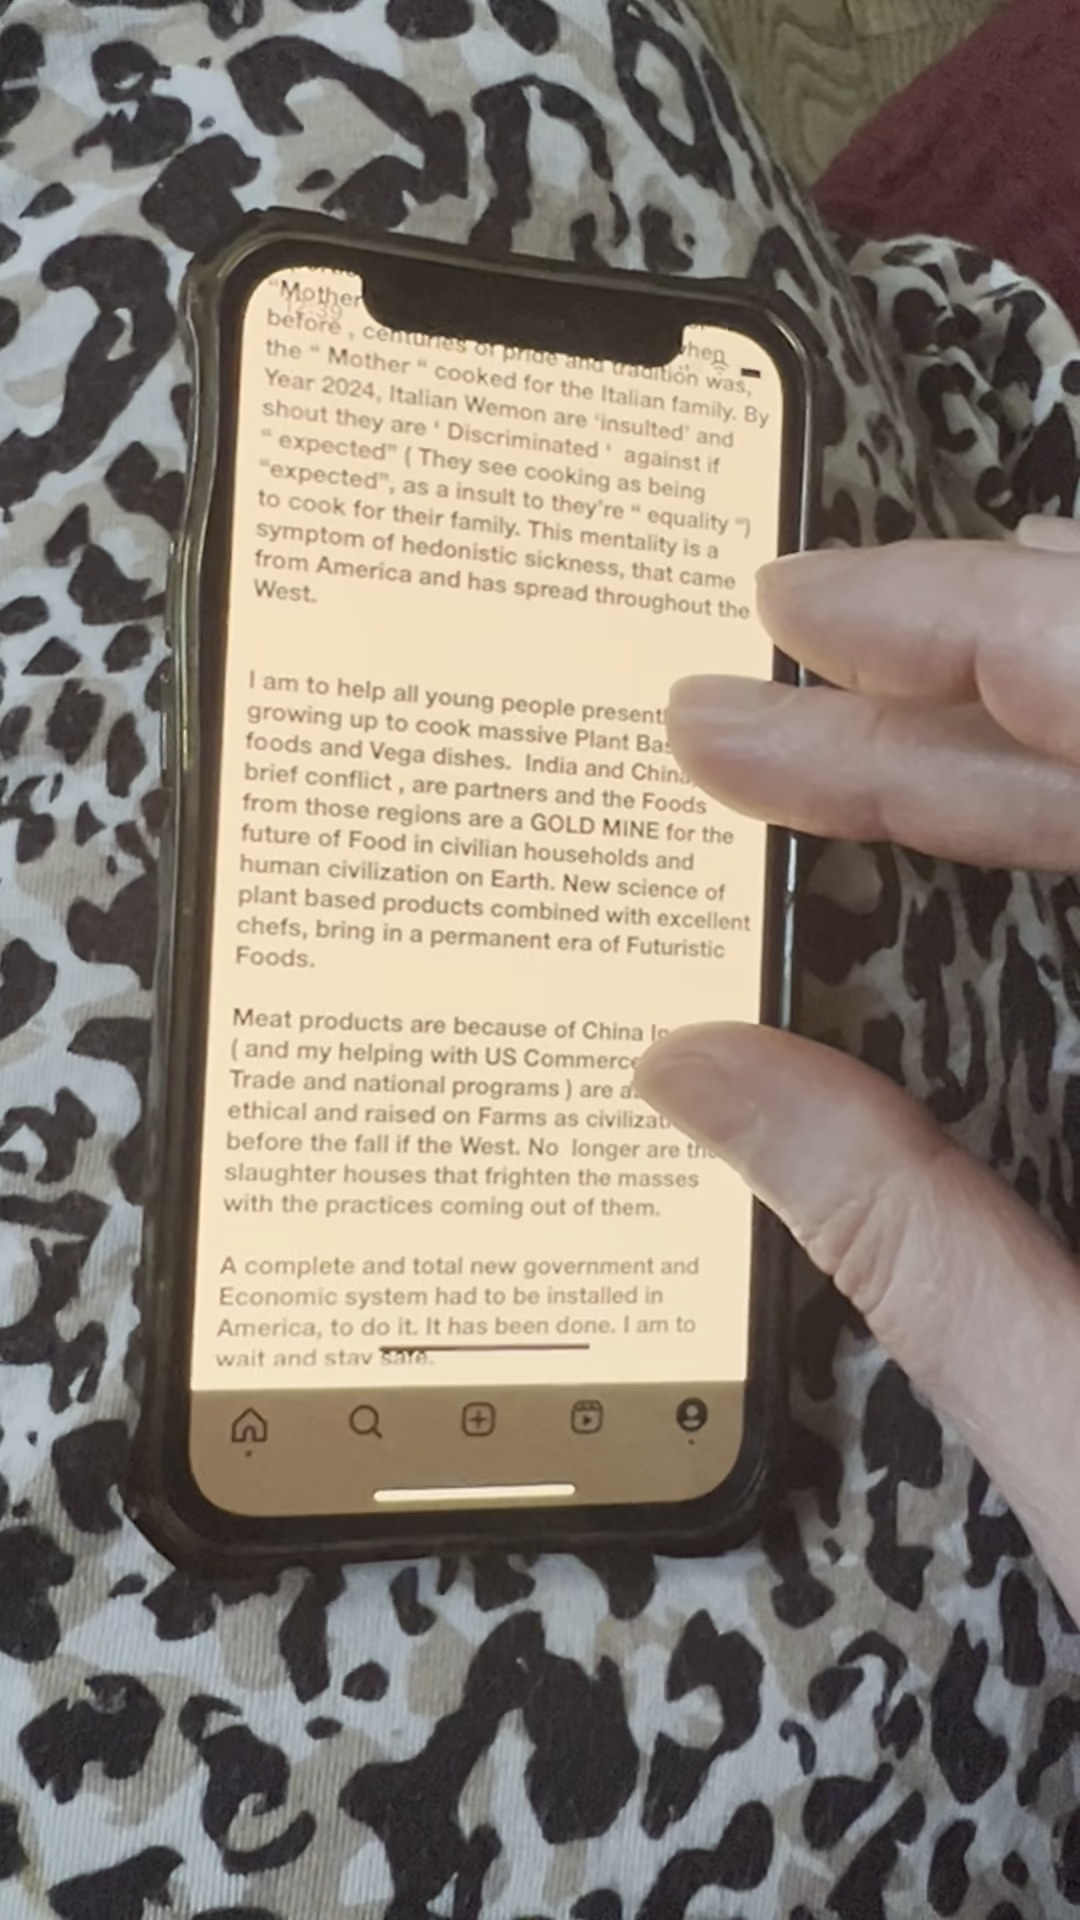 "Mother
before , centuries of pride and tradition was, when
the " Mother " cooked for the Italian family. By
Year 2024, Italian Wemon are 'insulted' and
shout they are ' Discriminated ' against if
" expected" ( They see cooking as being
"expected", as a insult to they're " equality ")
to cook for their family. This mentality is a
symptom of hedonistic sickness, that came
from America and has spread throughout the
West.
I am to help all young people
growing up to cook massive Plant
foods and Vega dishes. India and China
brief conflict , are partners and the Foods
from those regions are a GOLD MINE for the
future of Food in civilian households and
human civilization on Earth. New science of
plant based products combined with excellent
chefs, bring in a permanent era of Futuristic
Foods.
Meat products are because of China
( and my helping with US Commerce
Trade and national programs ) are
ethical and raised on Farms as
before the fall if the West. No longer are the
slaughter houses that frighten the masses
with the practices coming out of them.
A complete and total new government and
Economic system had to be installed in
America, to do it. It has been done. I am to
wait and stay safe.